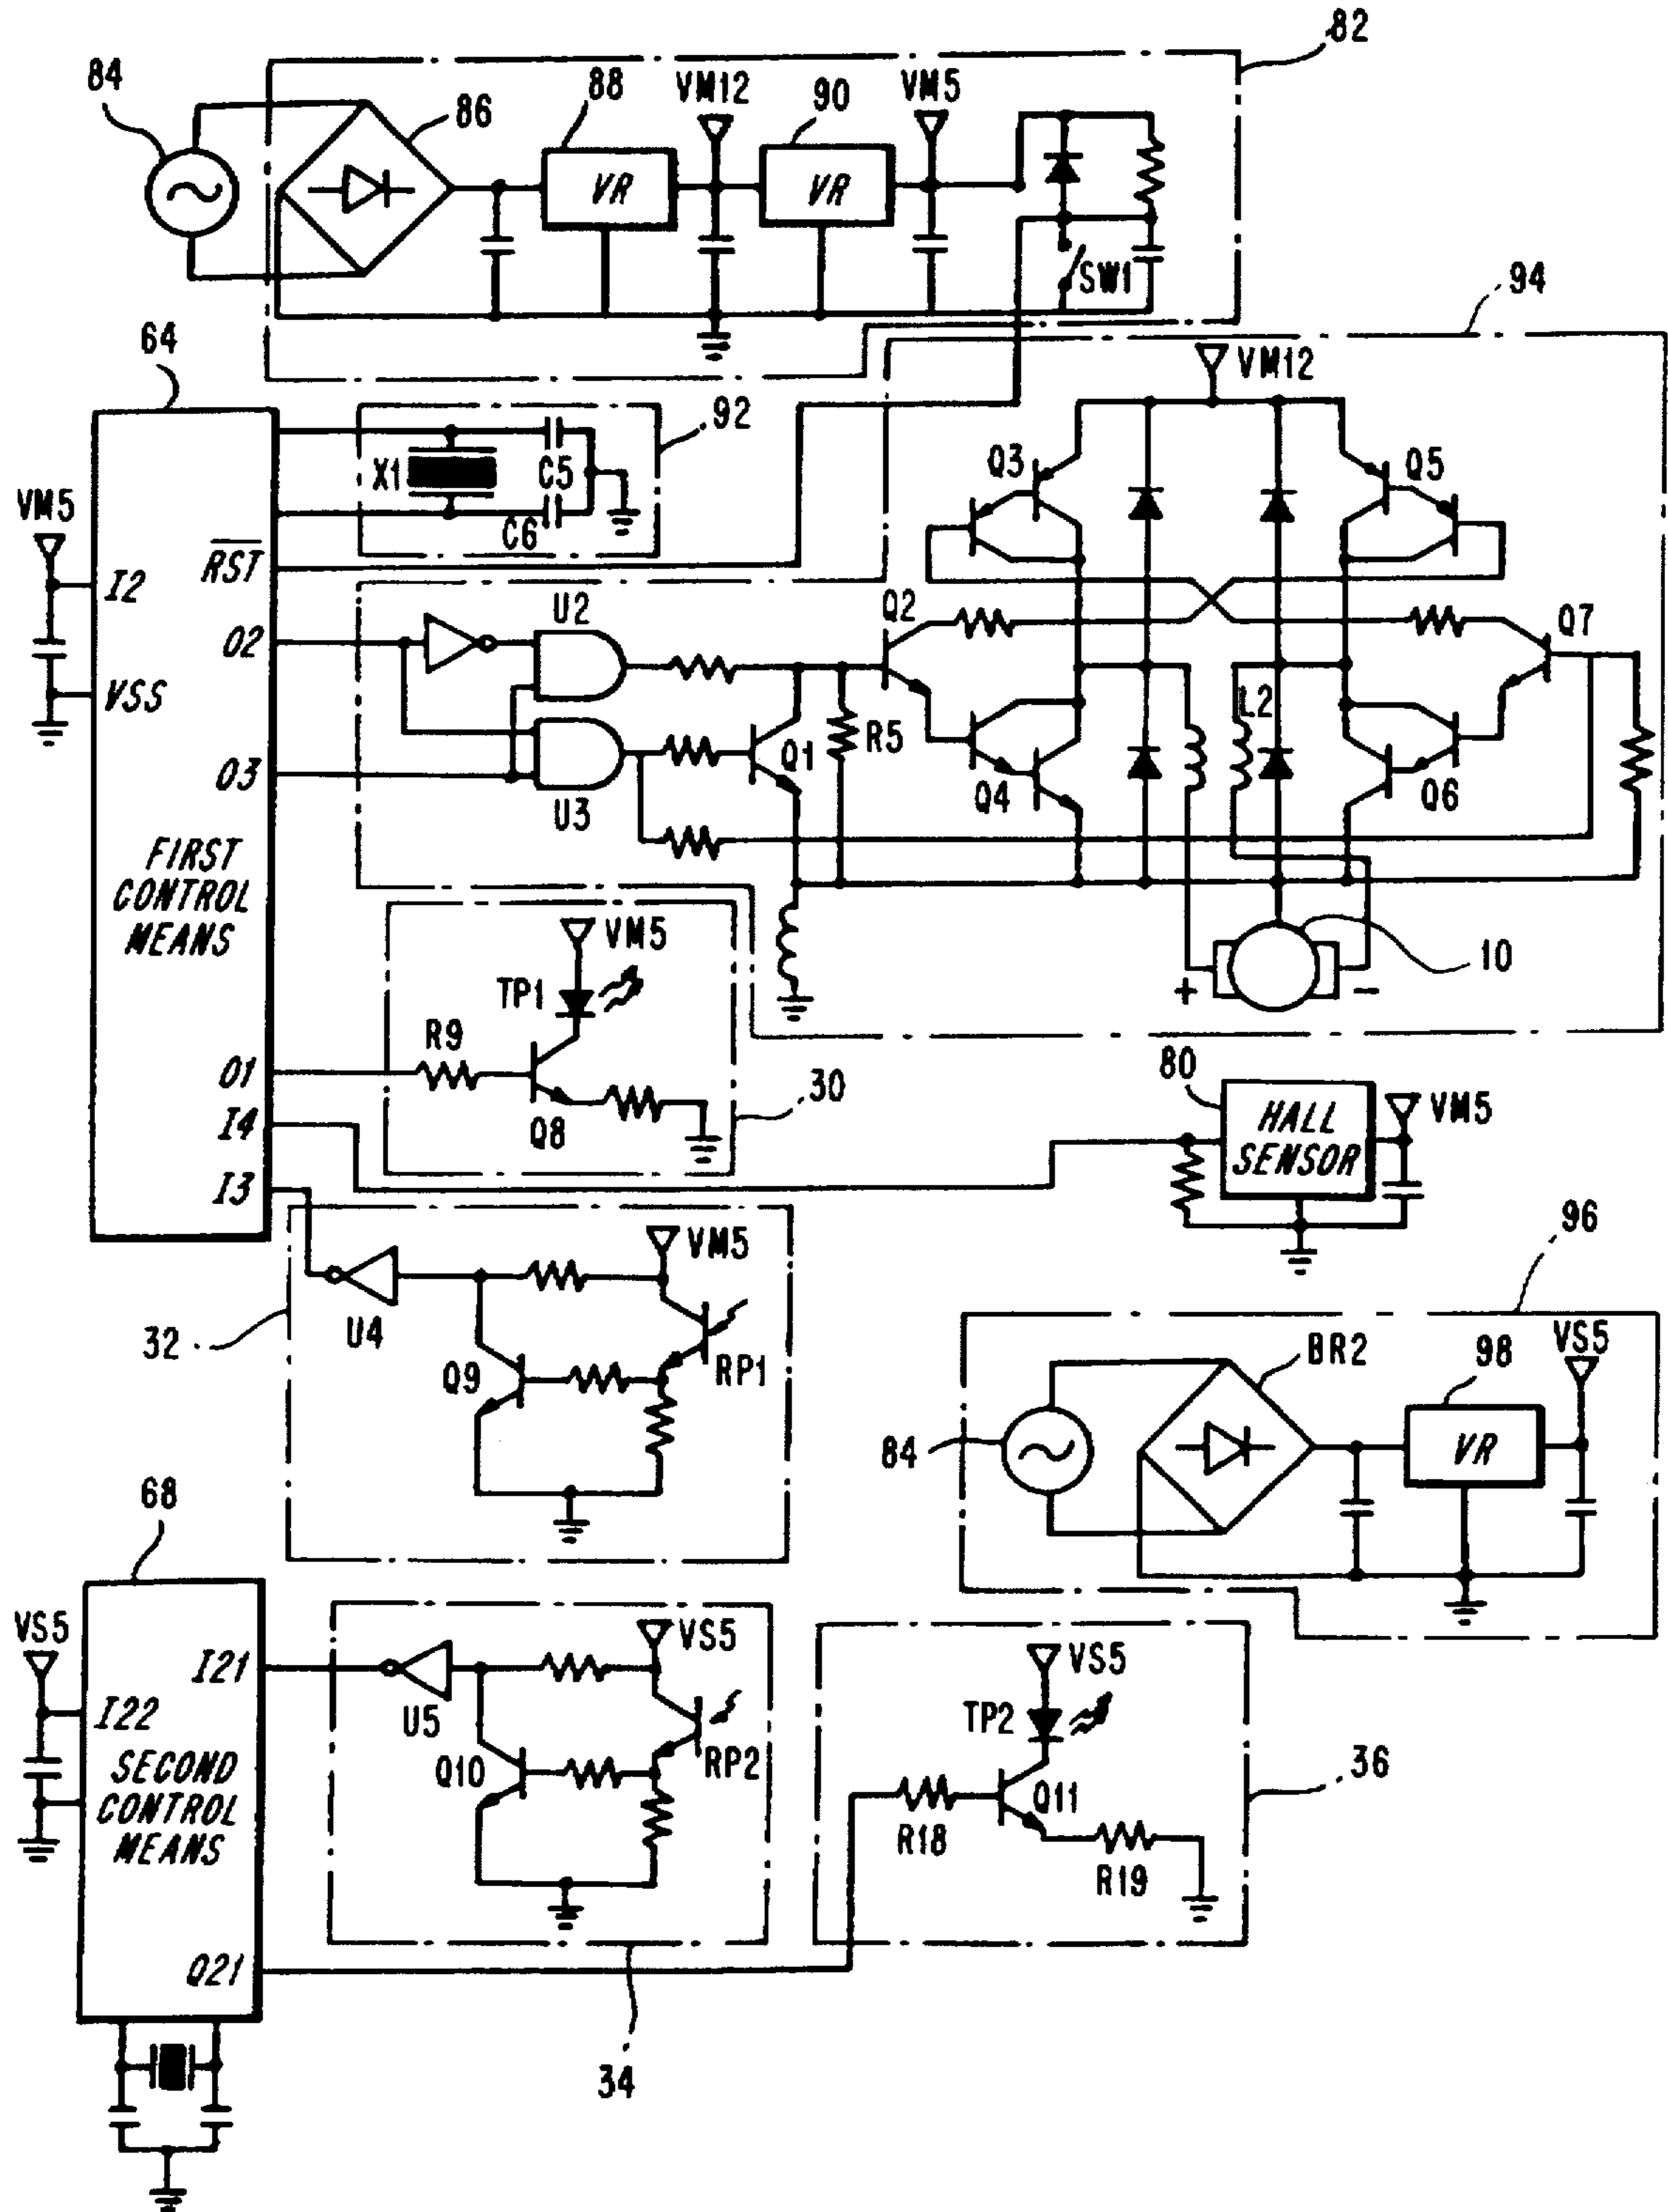 82
84
86
88
VM12
90
VM5
VR
VR
SW1
94
64
92
VM12
X1
C5
C6
Q3
Q5
VM5
I2
RST
U2
Q2
Q7
O2
VSS
O3
U3
Q1
R5
Q4
L2
Q6
FIRST
CONTROL
MEANS
VM5
TP1
10
+
−
R9
O1
Q8
30
80
HALL
SENSOR
VM5
I4
I3
VM5
96
32
U4
Q9
RP1
BR2
98
VS5
84
VR
68
VS5
I21
U5
VS5
VS5
TP2
I22
SECOND
CONTROL
MEANS
Q10
RP2
Q11
36
R18
R19
Q21
34